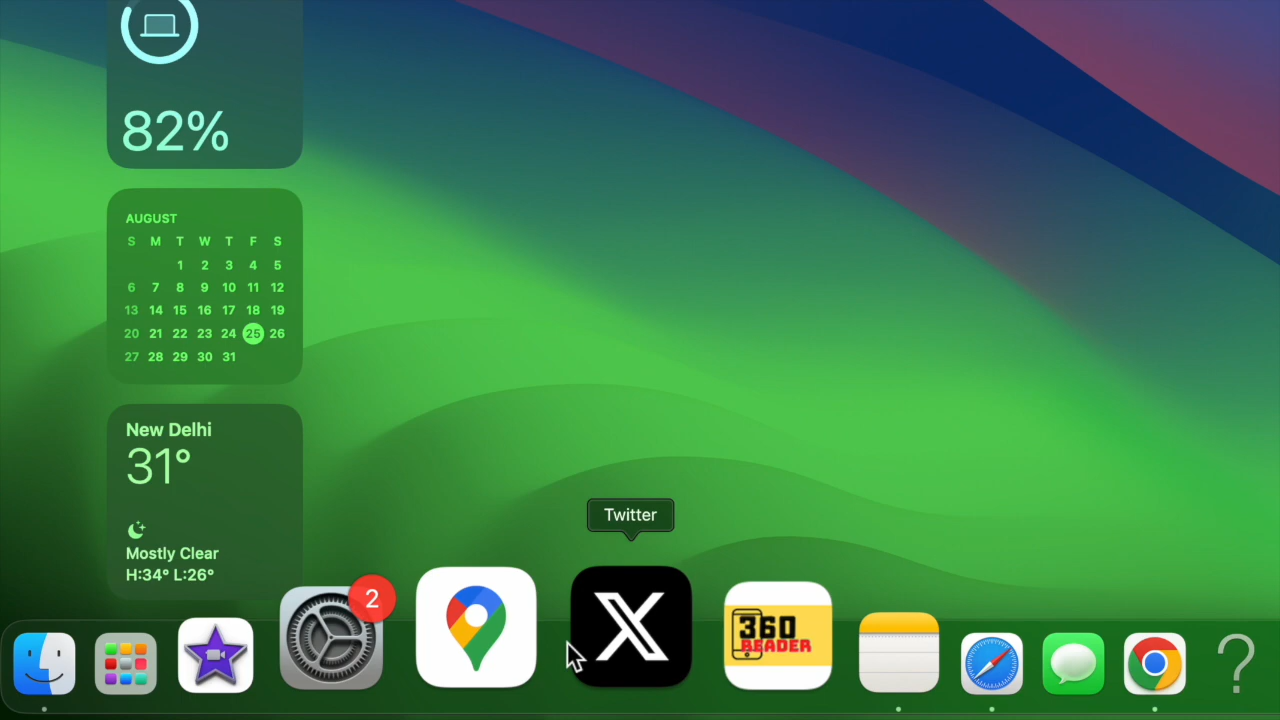 82%
AUGUST
S M T W T F S
1 2 3 4 5
6 7 8 9 10 11 12
13 14 15 16 17 18 19
20 21 22 23 24 25 26
27 28 29 30 31
New Delhi
31°
Mostly Clear
H:34° L:26°
Twitter
2
X
360
READER
?